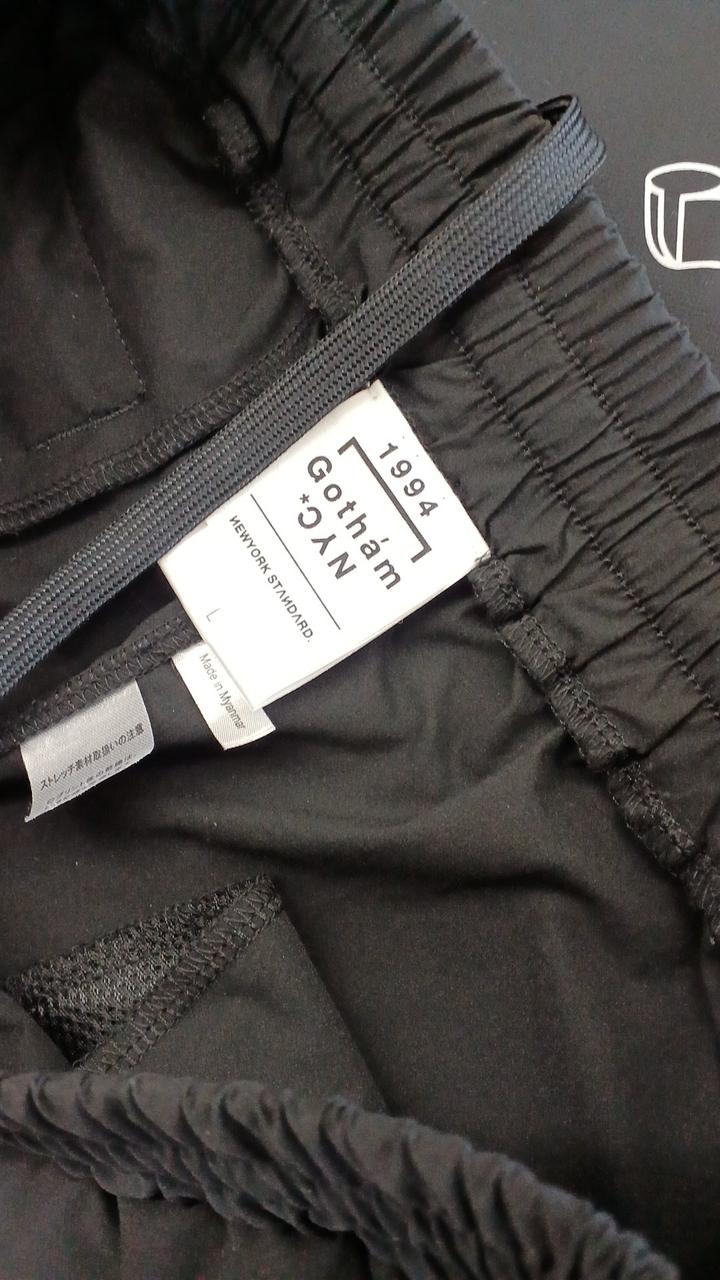 1994
Gothám
NYC*
NEWYORK STANDARD.
L
Made in Myanmar
ストレッチ素材取扱いの注意